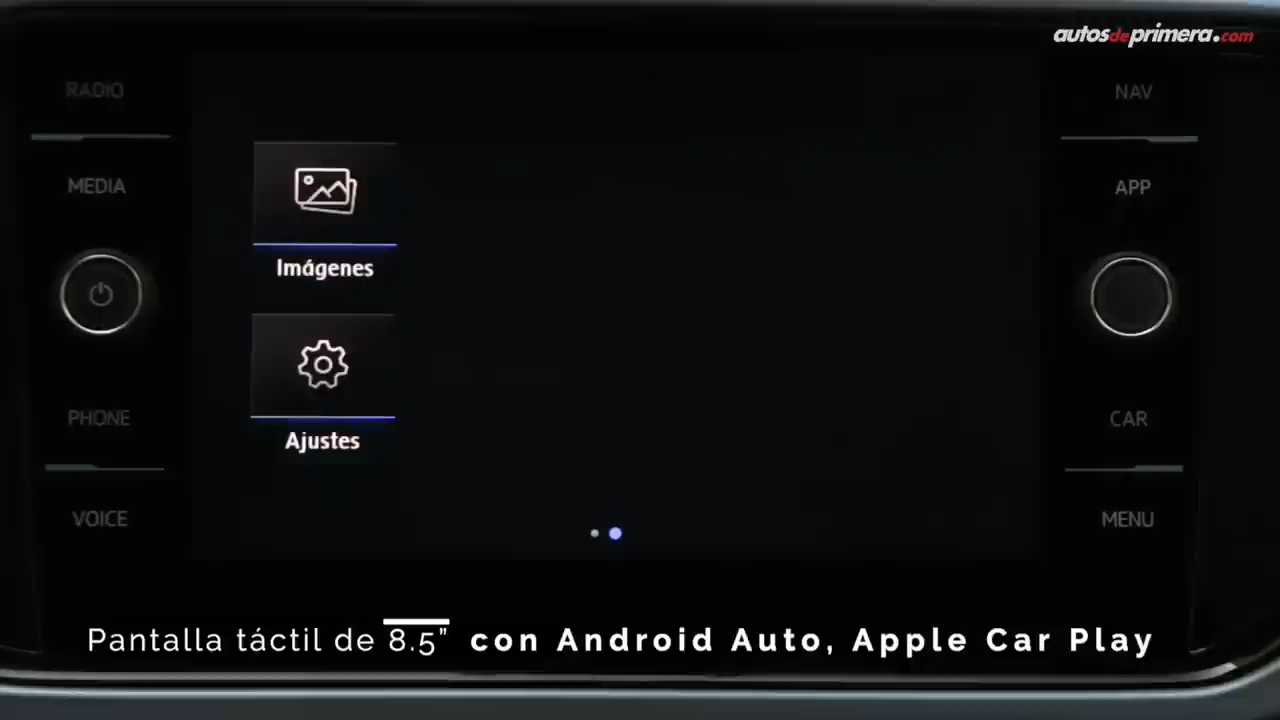 autosdeprimera.com
RADIO
NAV
MEDIA
APP
Imágenes
PHONE
CAR
Ajustes
VOICE
MENU
Pantalla táctil de 8.5" con Android Auto, Apple Car Play